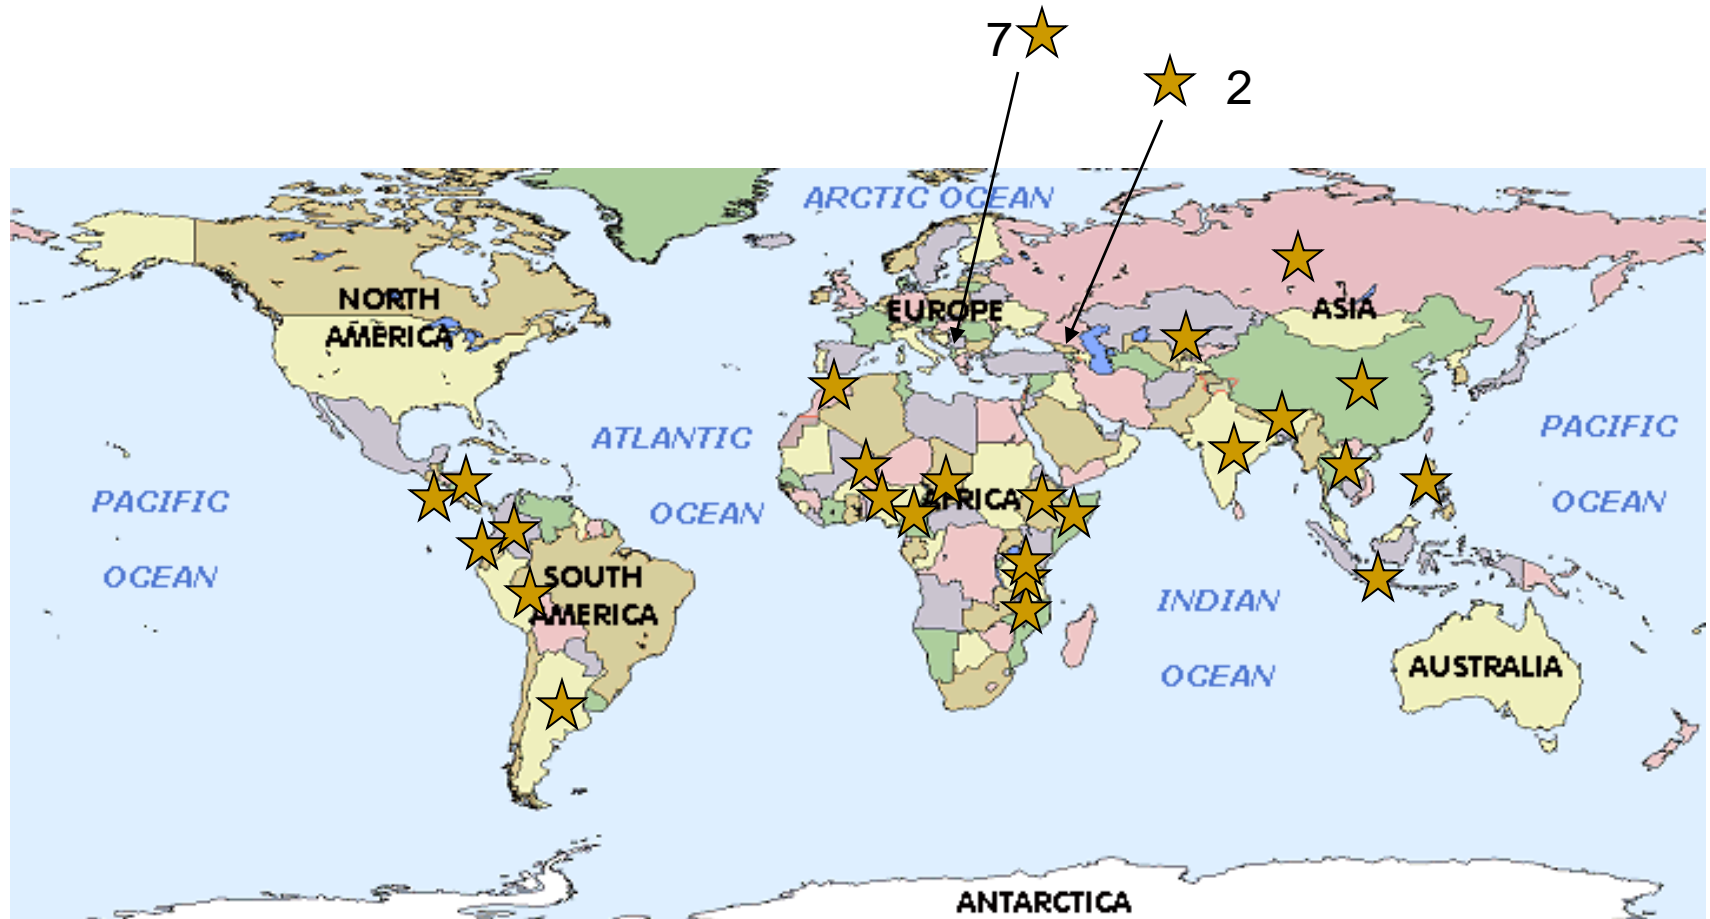 7
2
ARCTIC OCEAN
NORTH
AMERICA
EUROPE
ASIA
ATLANTIC
OCEAN
PACIFIC
OCEAN
PACIFIC
OCEAN
AFRICA
SOUTH
AMERICA
INDIAN
OCEAN
AUSTRALIA
ANTARCTICA